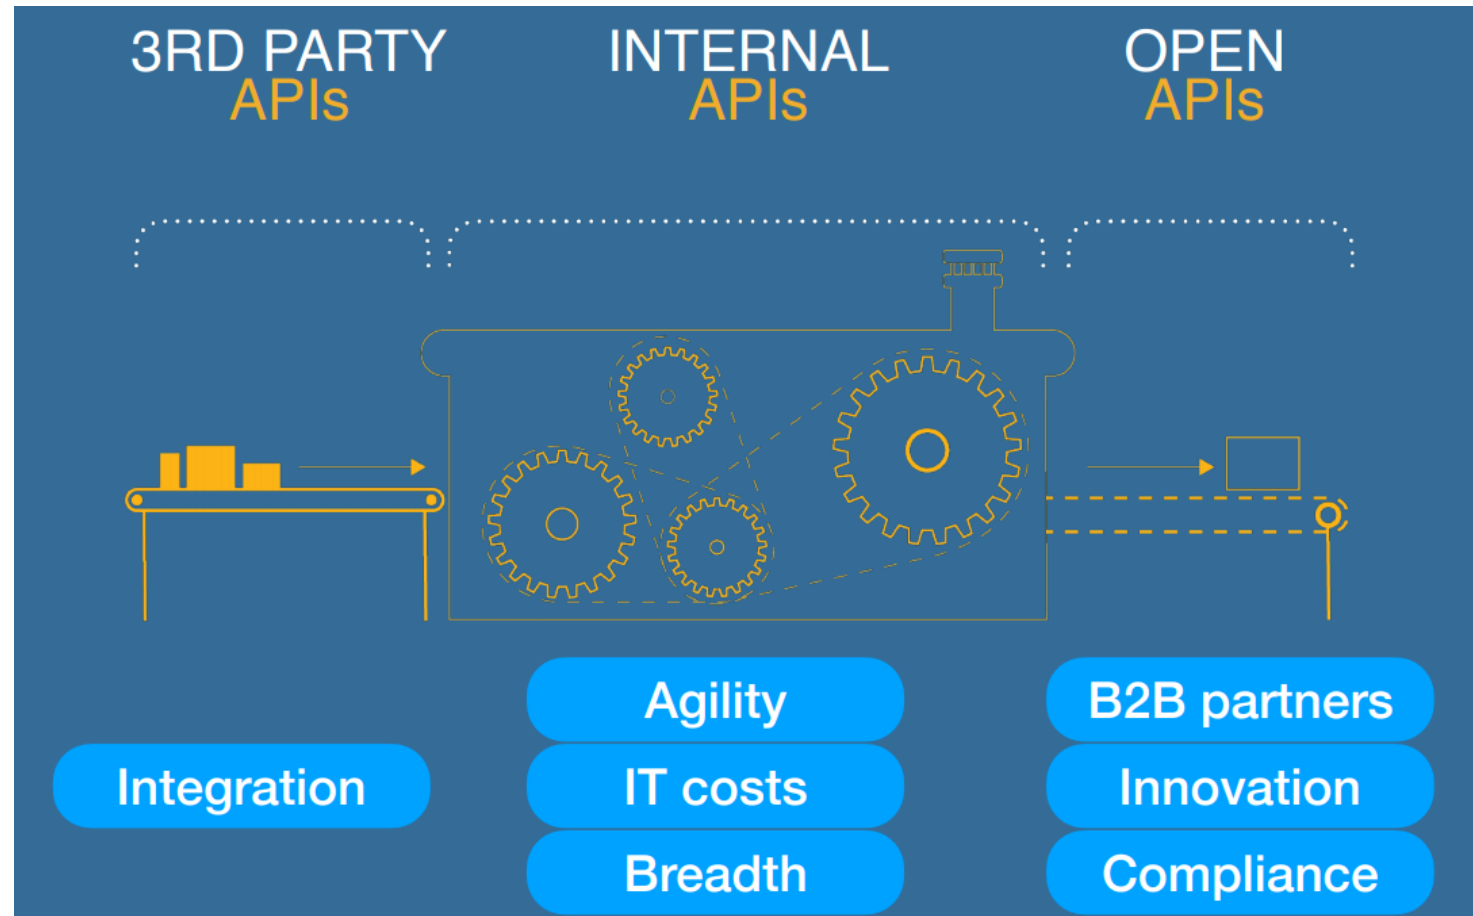 3RD PARTY
APIs
INTERNAL
APIs
OPEN
APIs
Integration
Agility
IT costs
Breadth
B2B partners
Innovation
Compliance